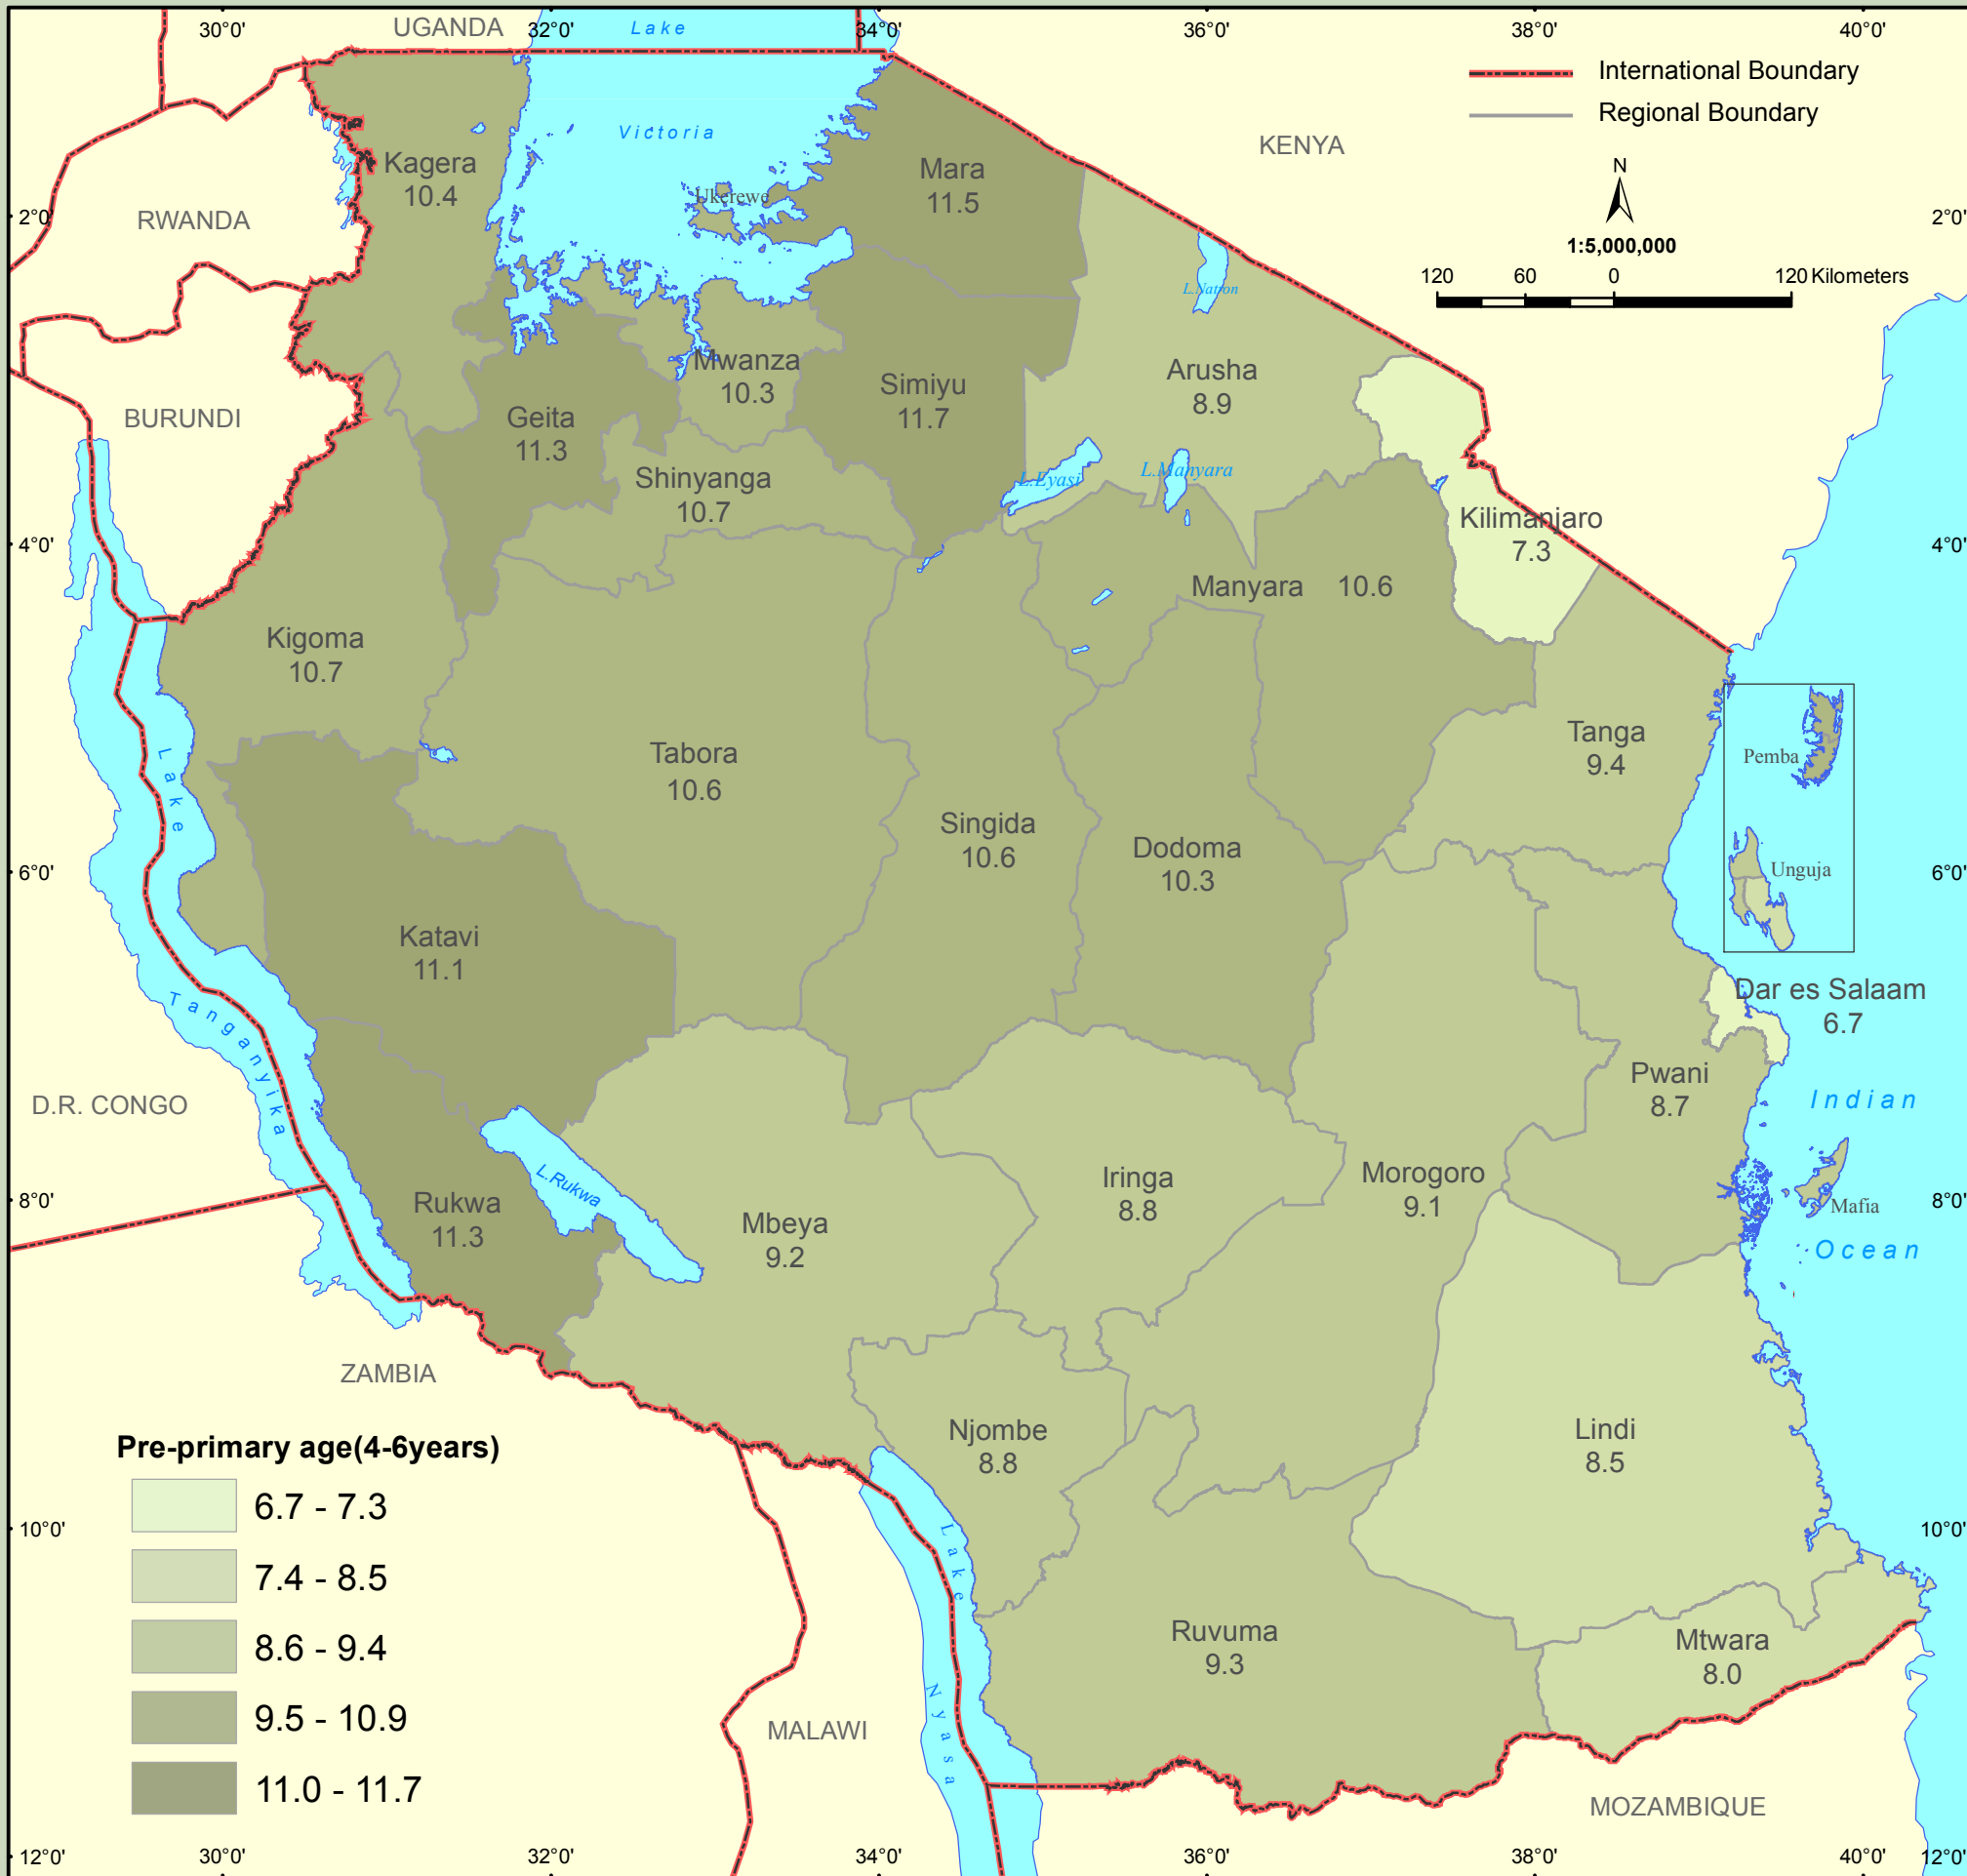 30°0'
32°0'
34°0'
36°0'
38°0'
40°0'
UGANDA
Lake
Victoria
Ukerewe
International Boundary
Regional Boundary
KENYA
N
1:5,000,000
120 60 0 120 Kilometers
2°0'
2°0'
RWANDA
BURUNDI
Kagera
10.4
Mara
11.5
L.Natron
Mwanza
10.3
Simiyu
11.7
Arusha
8.9
Geita
11.3
Shinyanga
10.7
L.Eyasi
L.Manyara
Kilimanjaro
7.3
4°0'
4°0'
Manyara 10.6
Kigoma
10.7
Tabora
10.6
Singida
10.6
Dodoma
10.3
Tanga
9.4
Pemba
Unguja
6°0'
6°0'
Katavi
11.1
Dar es Salaam
6.7
Lake
Tanganyika
D.R. CONGO
Pwani
8.7
Indian
Ocean
Mafia
8°0'
8°0'
Rukwa
11.3
L.Rukwa
Mbeya
9.2
Iringa
8.8
Morogoro
9.1
ZAMBIA
Njombe
8.8
Lindi
8.5
Pre-primary age(4-6years)
6.7 - 7.3
7.4 - 8.5
8.6 - 9.4
9.5 - 10.9
11.0 - 11.7
10°0'
10°0'
Lake
Nyasa
Ruvuma
9.3
Mtwara
8.0
MALAWI
MOZAMBIQUE
12°0'
30°0'
32°0'
34°0'
36°0'
38°0'
40°0'
12°0'